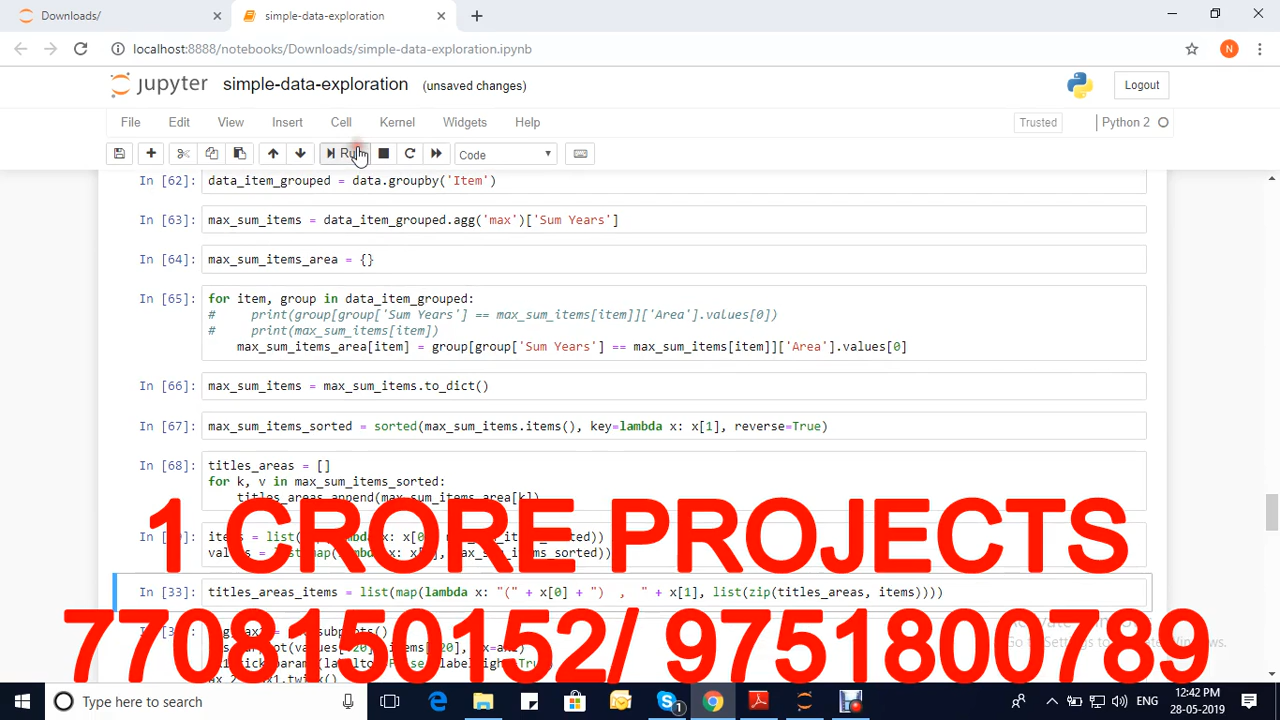 Downloads/
simple-data-exploration
localhost:8888/notebooks/Downloads/simple-data-exploration.ipynb
N
jupyter simple-data-exploration (unsaved changes)
Logout
File Edit View Insert Cell Kernel Widgets Help
Trusted
Python 2
Code
In [62]: data_item_grouped = data.groupby('Item')
In [63]: max_sum_items = data_item_grouped.agg('max')['Sum Years']
In [64]: max_sum_items_area = {}
In [65]: for item, group in data_item_grouped:
# print(group[group['Sum Years'] == max_sum_items[item]]['Area'].values[0])
# print(max_sum_items[item])
max_sum_items_area[item] = group[group['Sum Years'] == max_sum_items[item]]['Area'].values[0]
In [66]: max_sum_items = max_sum_items.to_dict()
In [67]: max_sum_items_sorted = sorted(max_sum_items.items(), key=lambda x: x[1], reverse=True)
In [68]: titles_areas = []
for k, v in max_sum_items_sorted:
titles_areas.append(max_sum_items_area[k])
1 CRORE PROJECTS
In [33]: titles_areas_items = list(map(lambda x: "(" + x[0] + ") , " + x[1], list(zip(titles_areas, items))))
7708150152/ 9751800789
Type here to search
1
ENG
12:42 PM
28-05-2019